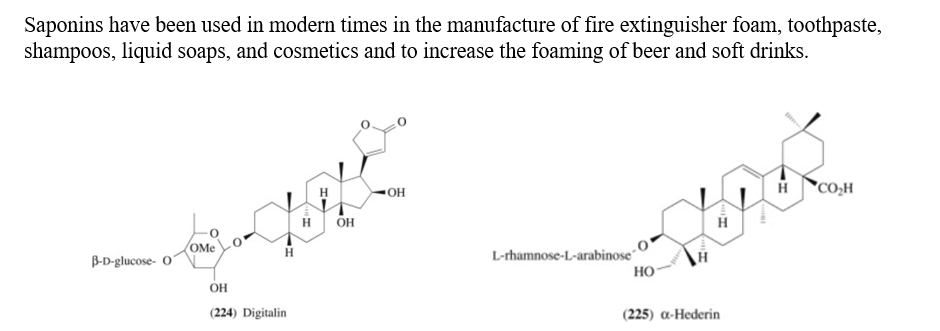 Saponins have been used in modern times in the manufacture of fire extinguisher foam, toothpaste,
shampoos, liquid soaps, and cosmetics and to increase the foaming of beer and soft drinks.
O O
H OH
H OH
O
OMe O H
β-D-glucose- O
OH
(224) Digitalin
H CO₂H
H
L-rhamnose-L-arabinose O
HO H
(225) α-Hederin